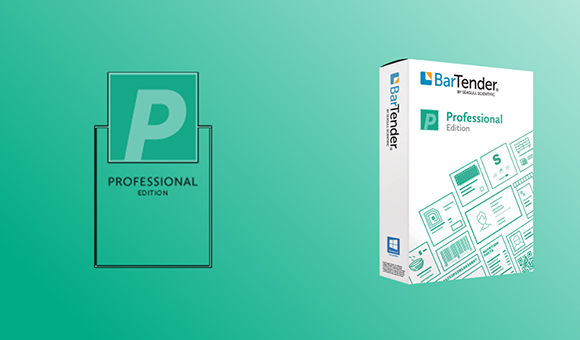 P
PROFESSIONAL
EDITION
BarTender®
BY SEAGULL SCIENTIFIC
P Professional
Edition
BarTender®
S